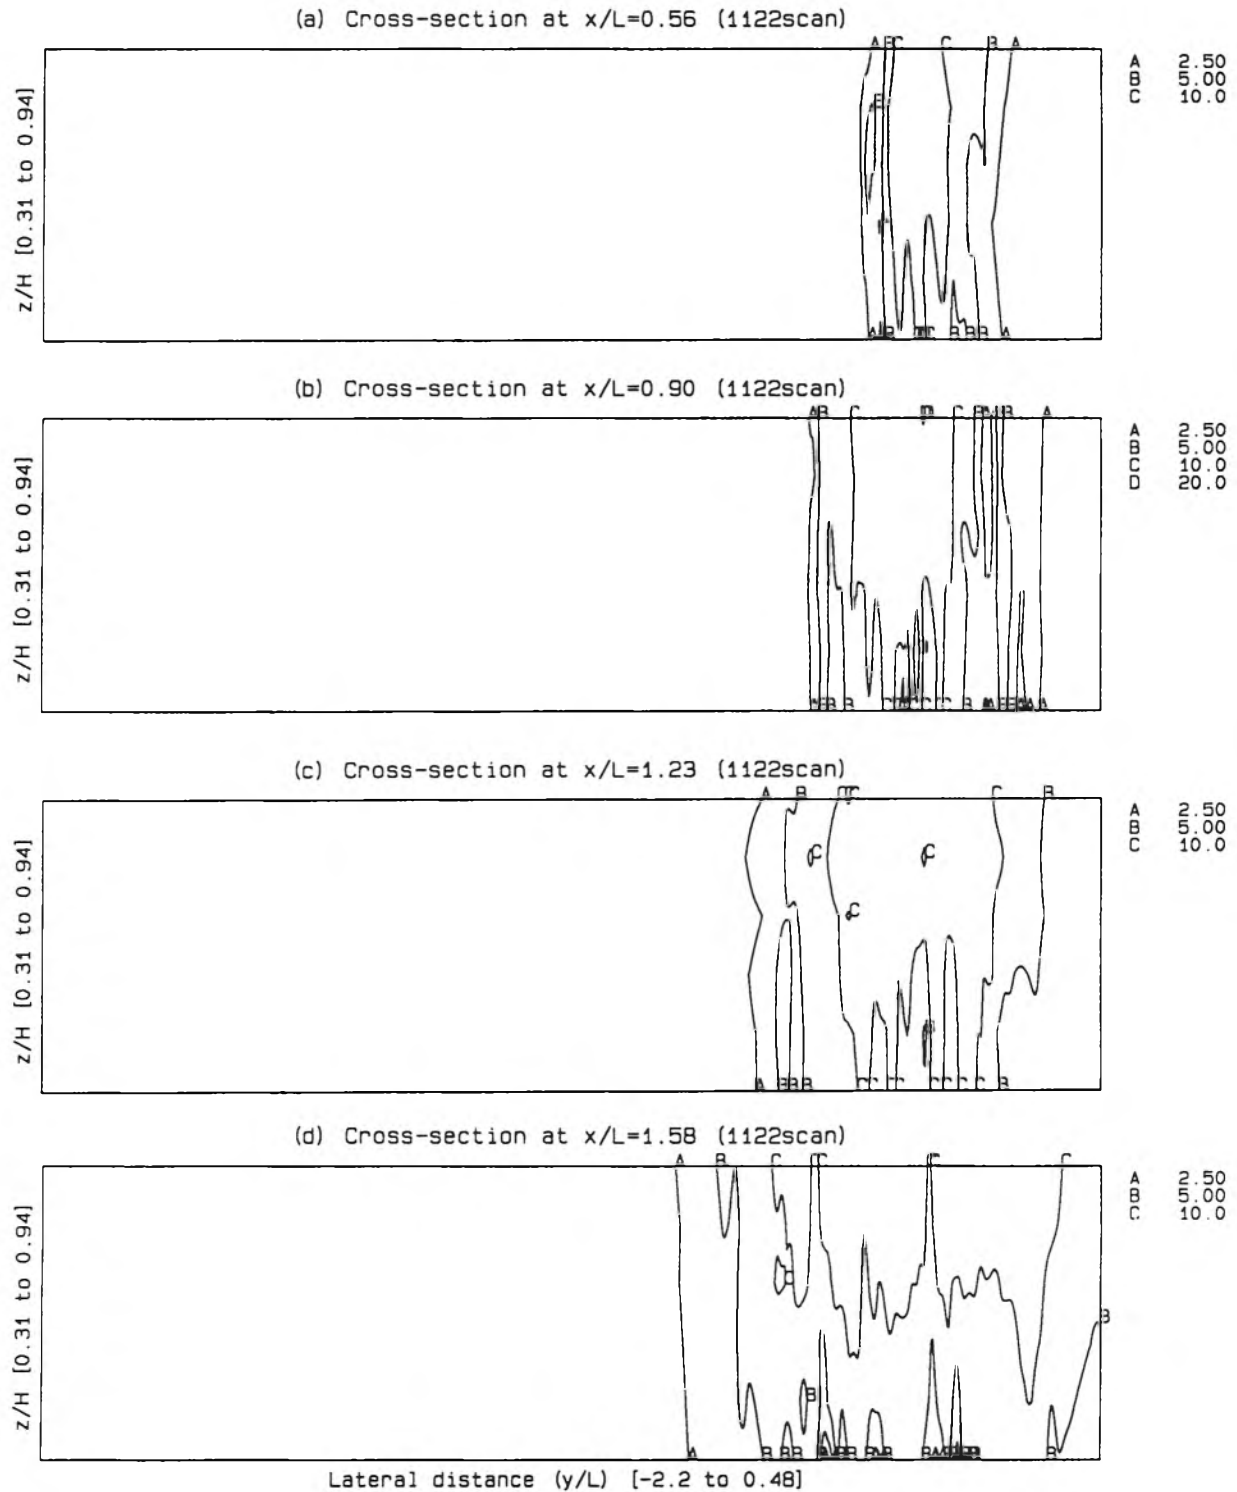 (a) Cross-section at x/L=0.56 (1122scan)
A 2.50
B 5.00
C 10.0
z/H [0.31 to 0.94]
(b) Cross-section at x/L=0.90 (1122scan)
A 2.50
B 5.00
C 10.0
D 20.0
z/H [0.31 to 0.94]
(c) Cross-section at x/L=1.23 (1122scan)
A 2.50
B 5.00
C 10.0
z/H [0.31 to 0.94]
(d) Cross-section at x/L=1.58 (1122scan)
A 2.50
B 5.00
C 10.0
z/H [0.31 to 0.94]
Lateral distance (y/L) [-2.2 to 0.48]